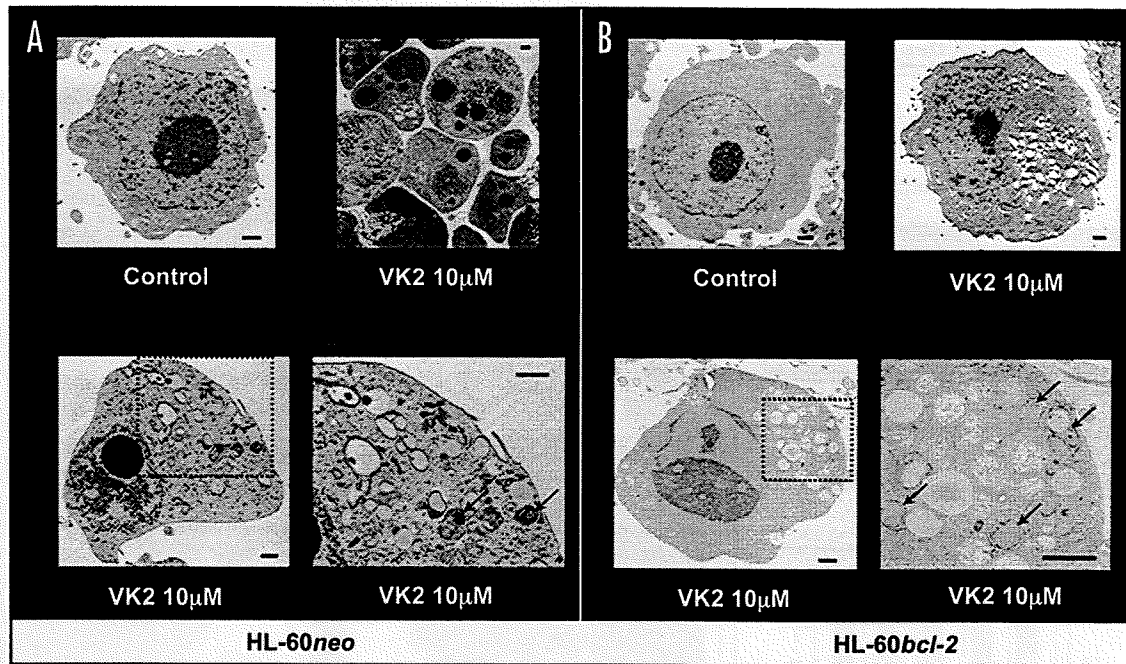 A
B
Control
VK2 10μM
Control
VK2 10μM
VK2 10μM
VK2 10μM
VK2 10μM
VK2 10μM
HL-60neo
HL-60bcl-2